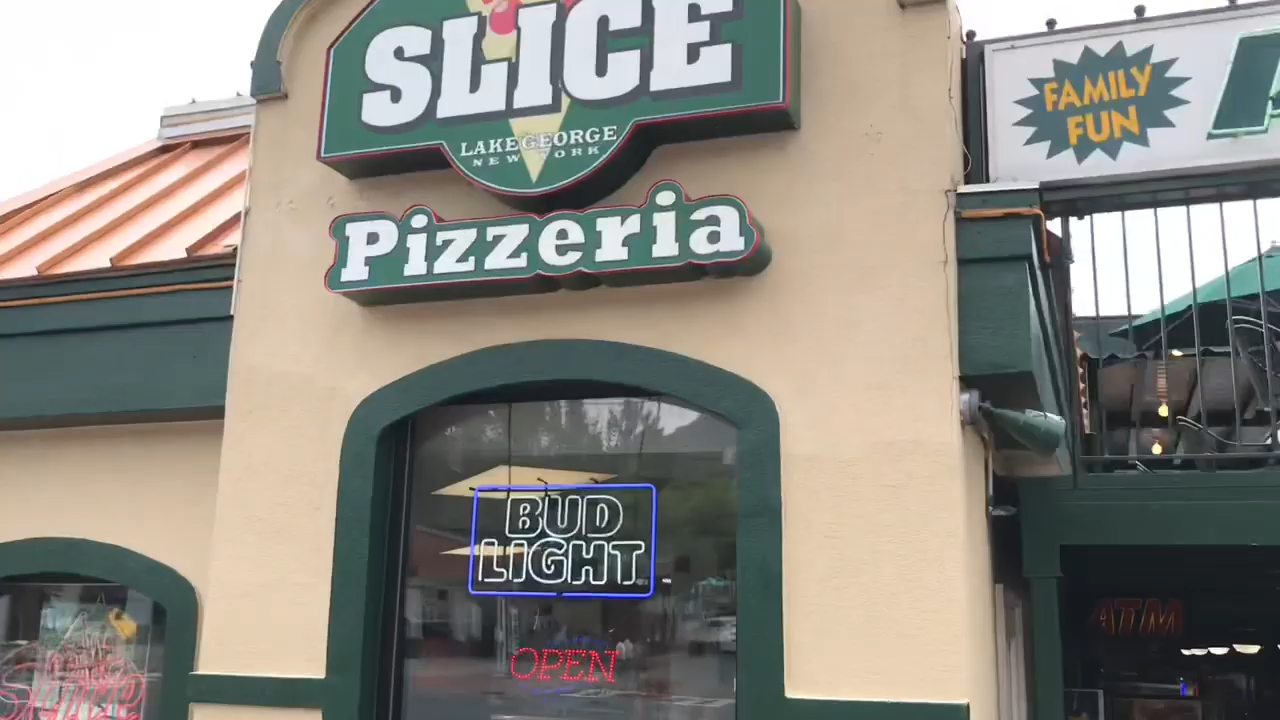 SLICE
LAKE GEORGE
NEW YORK
Pizzeria
FAMILY
FUN
BUD
LIGHT
OPEN
ATM